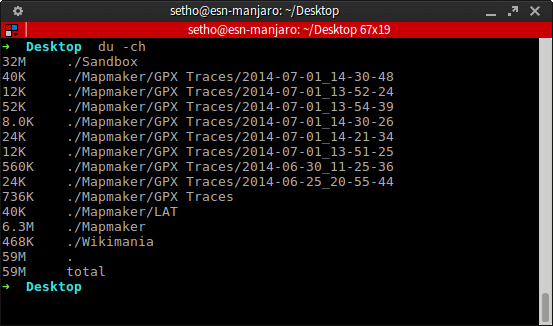 setho@esn-manjaro: ~/Desktop
setho@esn-manjaro: ~/Desktop 67x19
➜  Desktop  du -ch
32M     ./Sandbox
40K     ./Mapmaker/GPX Traces/2014-07-01_14-30-48
12K     ./Mapmaker/GPX Traces/2014-07-01_13-52-24
52K     ./Mapmaker/GPX Traces/2014-07-01_13-54-39
8.0K    ./Mapmaker/GPX Traces/2014-07-01_14-30-26
24K     ./Mapmaker/GPX Traces/2014-07-01_14-21-34
12K     ./Mapmaker/GPX Traces/2014-07-01_13-51-25
560K    ./Mapmaker/GPX Traces/2014-06-30_11-25-36
24K     ./Mapmaker/GPX Traces/2014-06-25_20-55-44
736K    ./Mapmaker/GPX Traces
40K     ./Mapmaker/LAT
6.3M    ./Mapmaker
468K    ./Wikimania
59M     .
59M     total
➜  Desktop